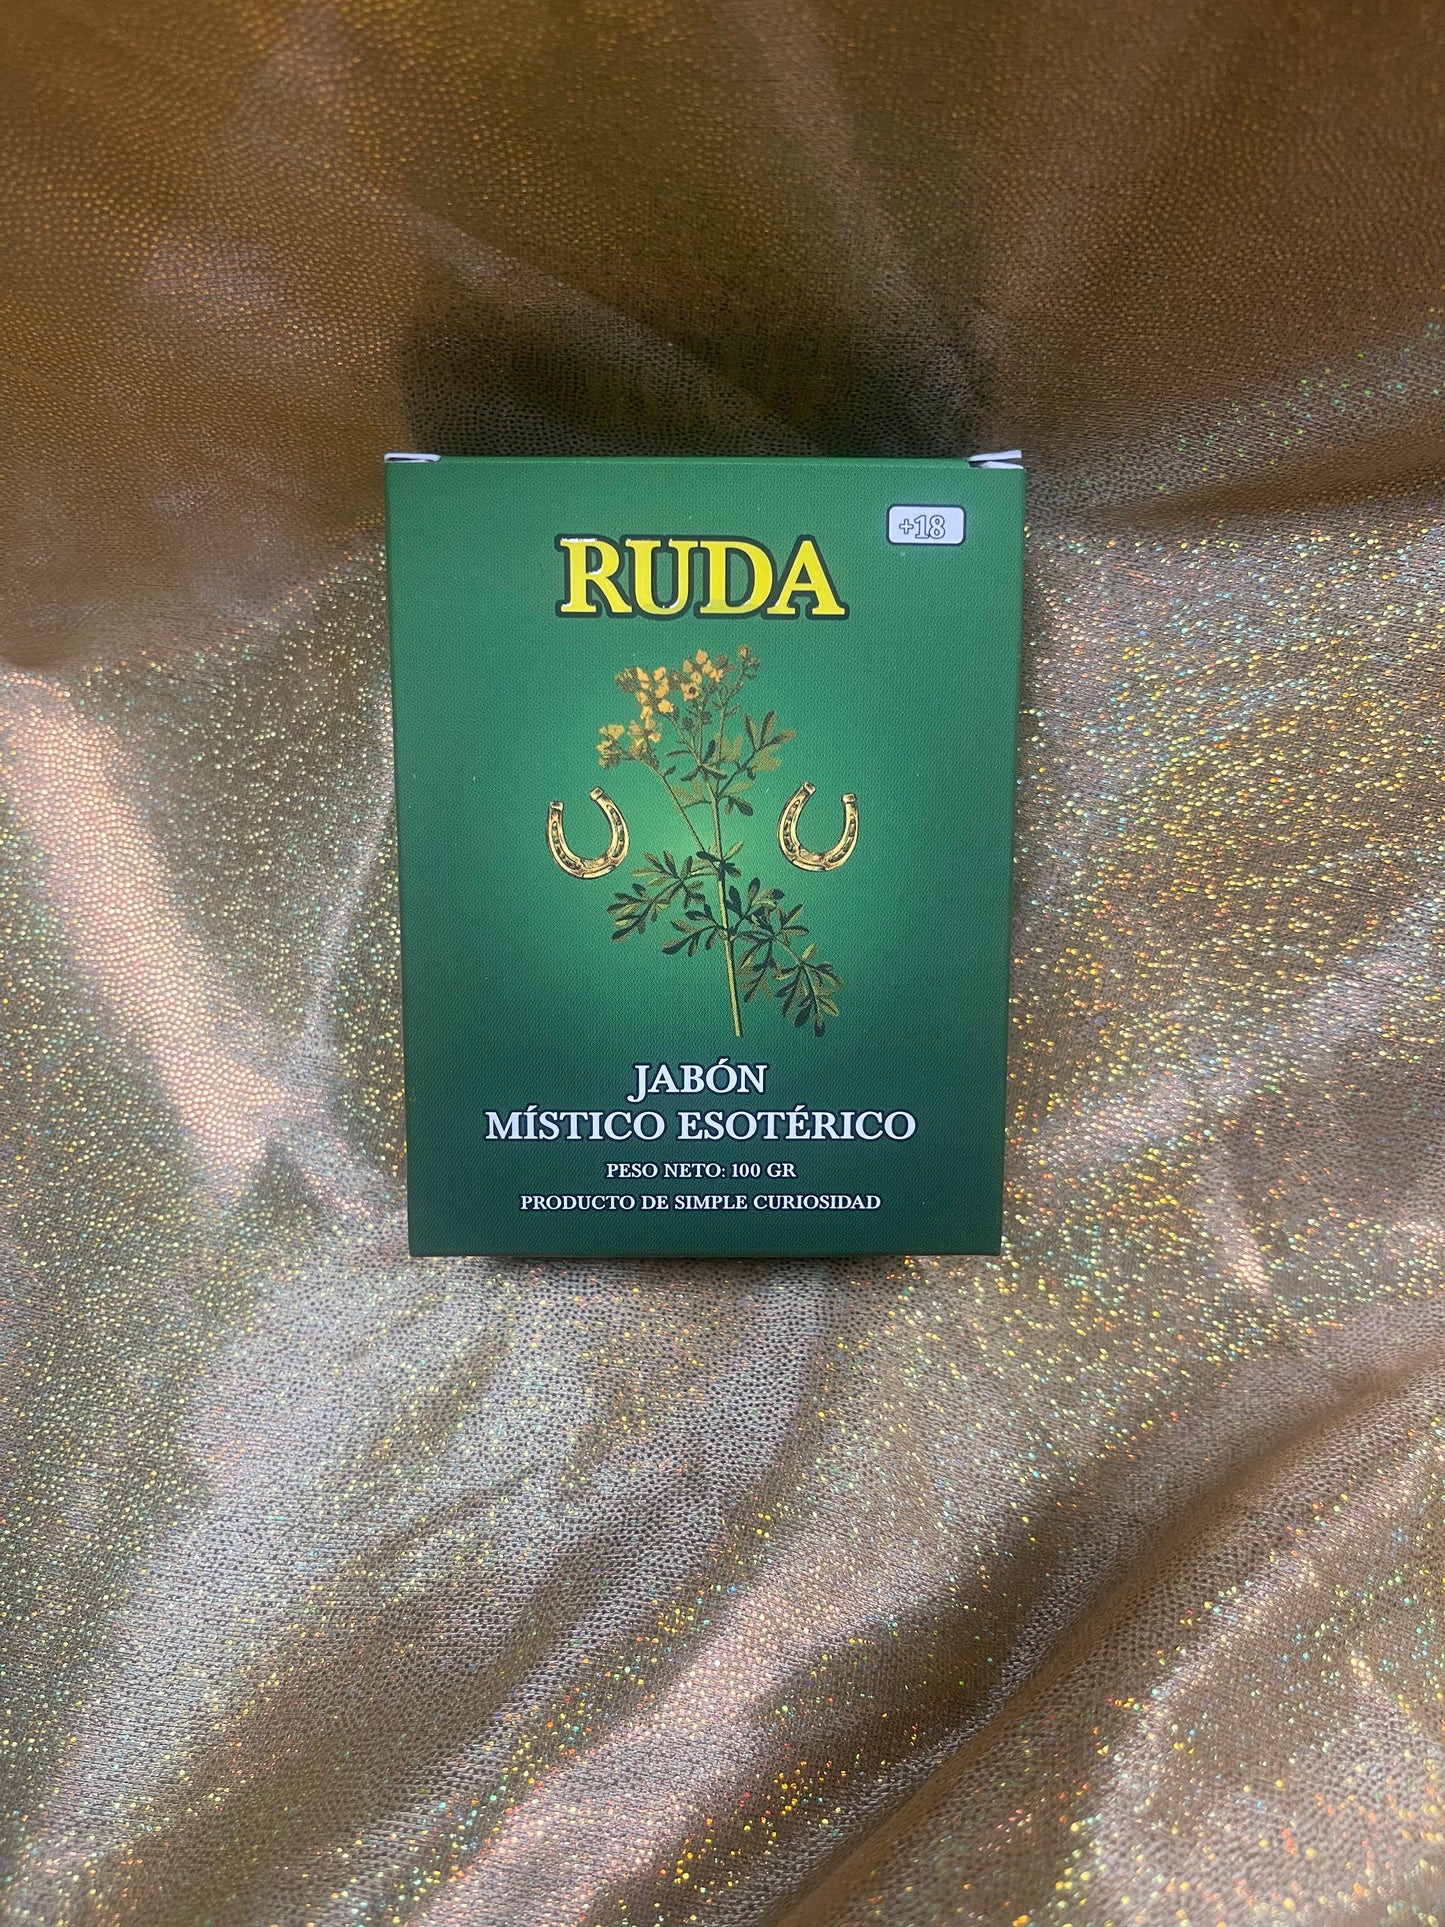 +18
RUDA
JABÓN
MÍSTICO ESOTÉRICO
PESO NETO: 100 GR
PRODUCTO DE SIMPLE CURIOSIDAD